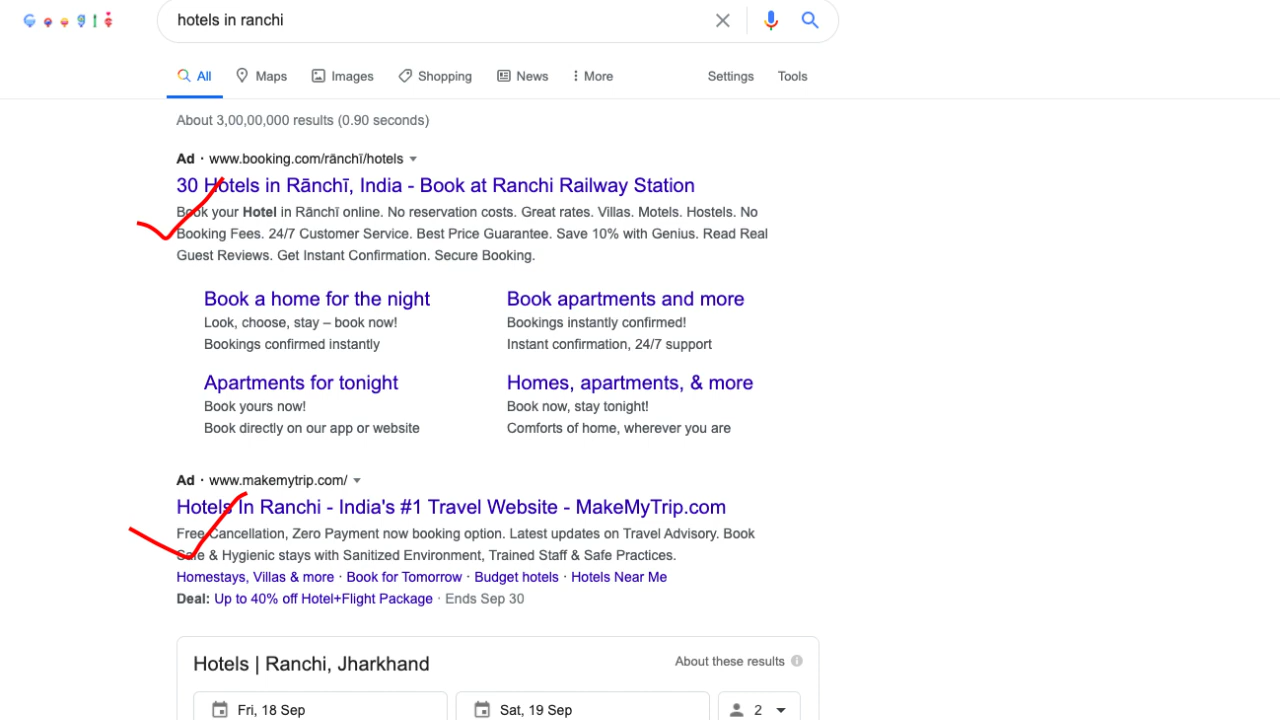 Google
hotels in ranchi
All Maps Images Shopping News More Settings Tools
About 3,00,00,000 results (0.90 seconds)
Ad · www.booking.com/rānchī/hotels
30 Hotels in Rānchī, India - Book at Ranchi Railway Station
Book your Hotel in Rānchī online. No reservation costs. Great rates. Villas. Motels. Hostels. No
Booking Fees. 24/7 Customer Service. Best Price Guarantee. Save 10% with Genius. Read Real
Guest Reviews. Get Instant Confirmation. Secure Booking.
Book a home for the night
Look, choose, stay – book now!
Bookings confirmed instantly
Book apartments and more
Bookings instantly confirmed!
Instant confirmation, 24/7 support
Apartments for tonight
Book yours now!
Book directly on our app or website
Homes, apartments, & more
Book now, stay tonight!
Comforts of home, wherever you are
Ad · www.makemytrip.com/
Hotels In Ranchi - India's #1 Travel Website - MakeMyTrip.com
Free Cancellation, Zero Payment now booking option. Latest updates on Travel Advisory. Book
Safe & Hygienic stays with Sanitized Environment, Trained Staff & Safe Practices.
Homestays, Villas & more · Book for Tomorrow · Budget hotels · Hotels Near Me
Deal: Up to 40% off Hotel+Flight Package · Ends Sep 30
Hotels | Ranchi, Jharkhand
About these results
Fri, 18 Sep
Sat, 19 Sep
2